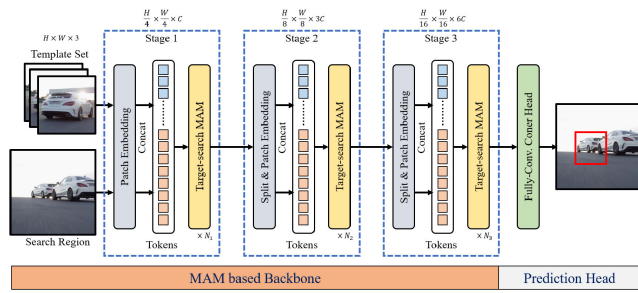 H × W × 3
Template Set
Search Region
H/4 × W/4 × C
Stage 1
Patch Embedding
Concat
Tokens
Target-search MAM
× N₁
H/8 × W/8 × 3C
Stage 2
Split & Patch Embedding
Concat
Tokens
Target-search MAM
× N₂
H/16 × W/16 × 6C
Stage 3
Split & Patch Embedding
Concat
Tokens
Target-search MAM
× N₃
Fully-Conv. Coner Head
MAM based Backbone
Prediction Head